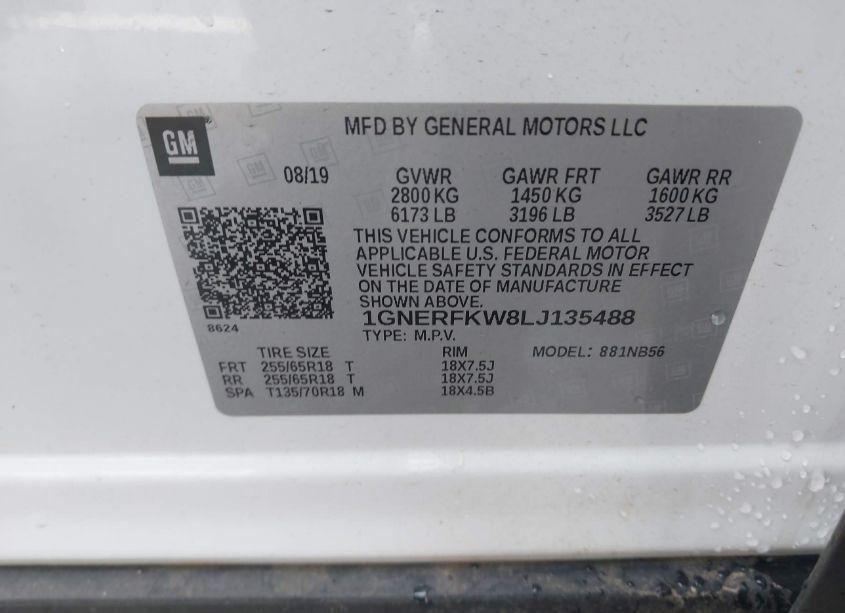 GM
MFD BY GENERAL MOTORS LLC
08/19 GVWR GAWR FRT GAWR RR
2800 KG 1450 KG 1600 KG
6173 LB 3196 LB 3527 LB
THIS VEHICLE CONFORMS TO ALL
APPLICABLE U.S. FEDERAL MOTOR
VEHICLE SAFETY STANDARDS IN EFFECT
ON THE DATE OF MANUFACTURE
SHOWN ABOVE.
1GNERFKW8LJ135488
8624
TYPE: M.P.V.
TIRE SIZE RIM MODEL: 881NB56
FRT 255/65R18 T 18X7.5J
RR 255/65R18 T 18X7.5J
SPA T135/70R18 M 18X4.5B